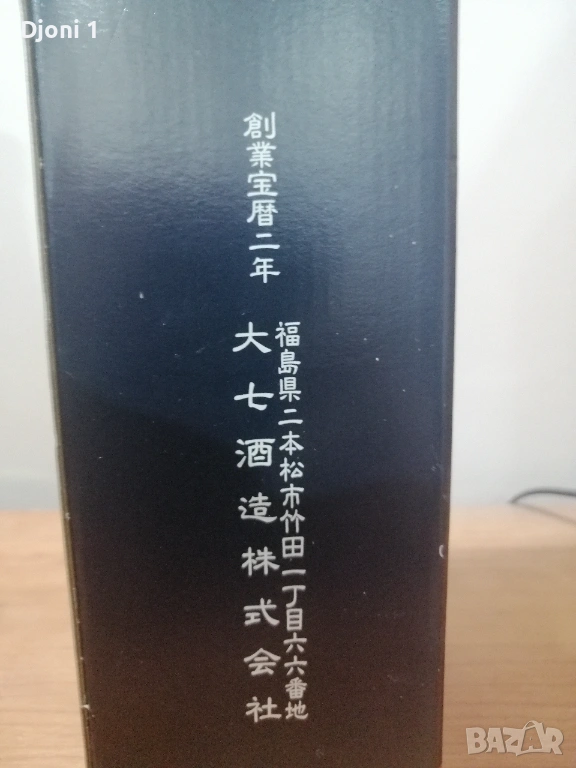 Djoni 1
創業宝暦二年
福島県二本松市竹田一丁目六六番地
大七酒造株式会社
BAZAR